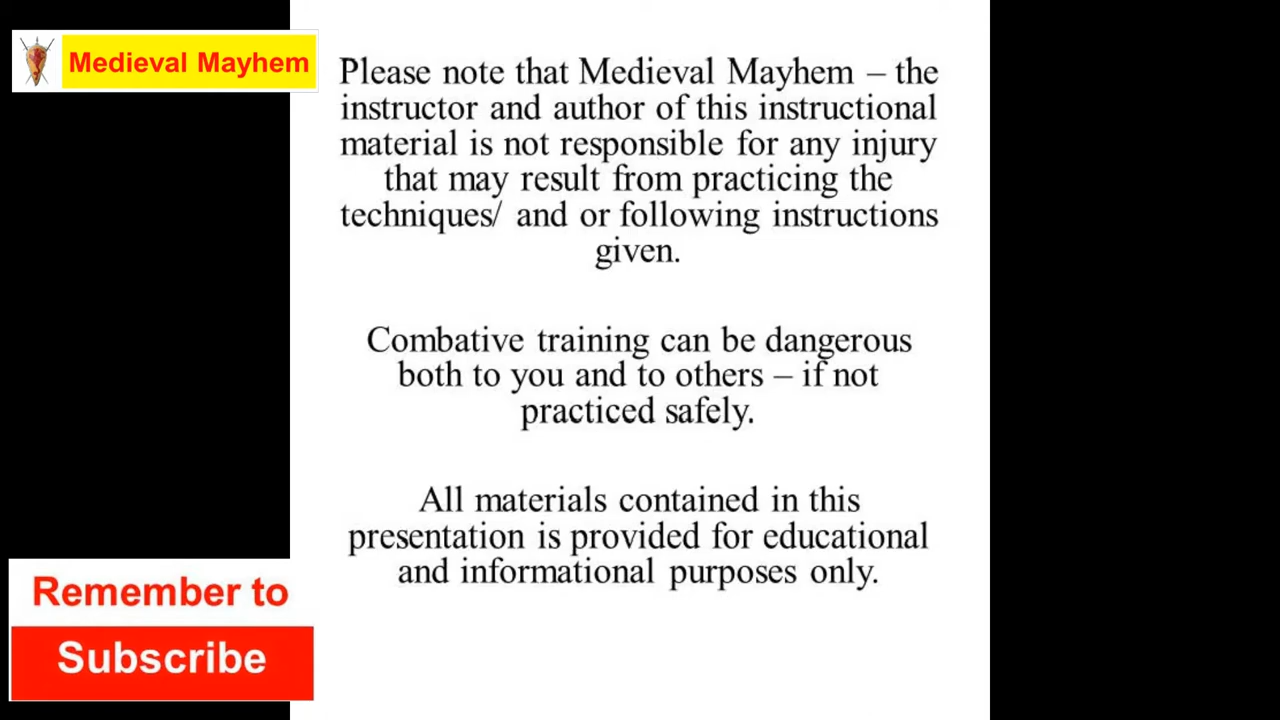 Medieval Mayhem
Please note that Medieval Mayhem – the
instructor and author of this instructional
material is not responsible for any injury
that may result from practicing the
techniques/ and or following instructions
given.
Combative training can be dangerous
both to you and to others – if not
practiced safely.
All materials contained in this
presentation is provided for educational
and informational purposes only.
Remember to
Subscribe